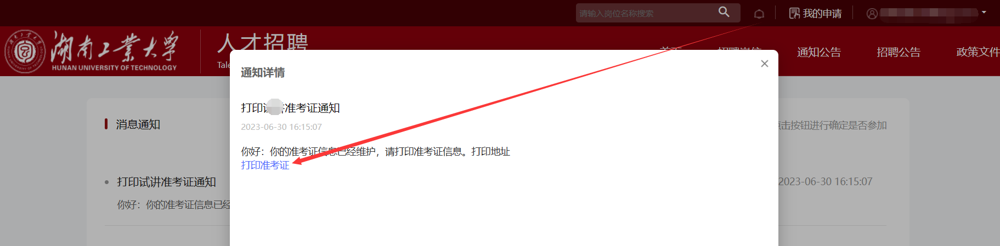 请输入岗位名称搜索
我的申请
湖南工业大学
HUNAN UNIVERSITY OF TECHNOLOGY
人才招聘
Tale
通知公告
招聘公告
政策文件
通知详情
打印 准考证通知
2023-06-30 16:15:07
你好：你的准考证信息已经维护，请打印准考证信息。打印地址
打印准考证
消息通知
击按钮进行确定是否参加
打印试讲准考证通知
2023-06-30 16:15:07
你好：你的准考证信息已经